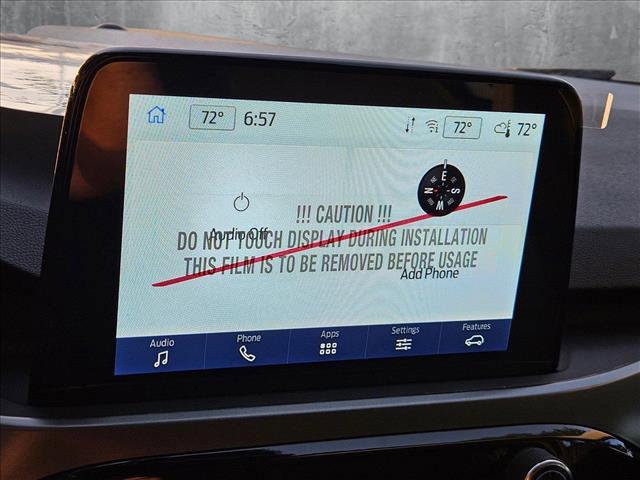 72° 6:57 72° 72°
E
N S
W
!!! CAUTION !!!
Audio Off
DO NOT TOUCH DISPLAY DURING INSTALLATION
THIS FILM IS TO BE REMOVED BEFORE USAGE
Add Phone
Audio Phone Apps Settings Features